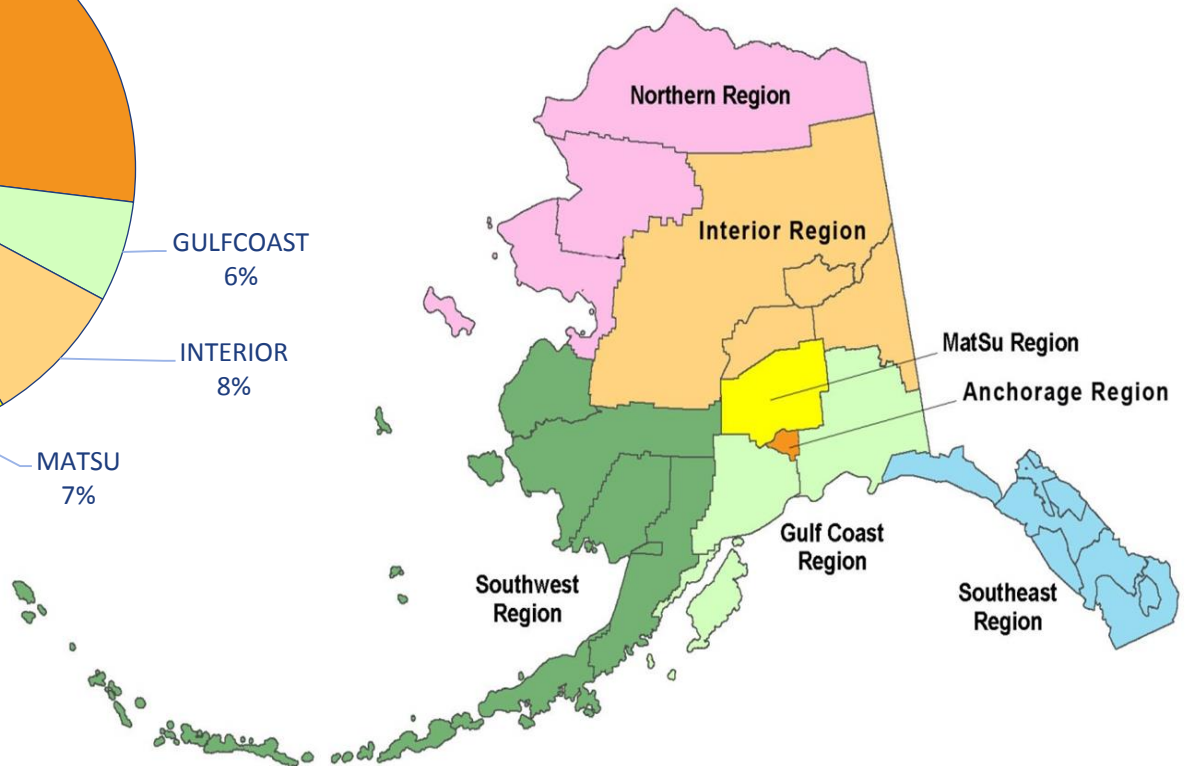 GULFCOAST
6%
INTERIOR
8%
MATSU
7%
Northern Region
Interior Region
MatSu Region
Anchorage Region
Gulf Coast
Region
Southwest
Region
Southeast
Region